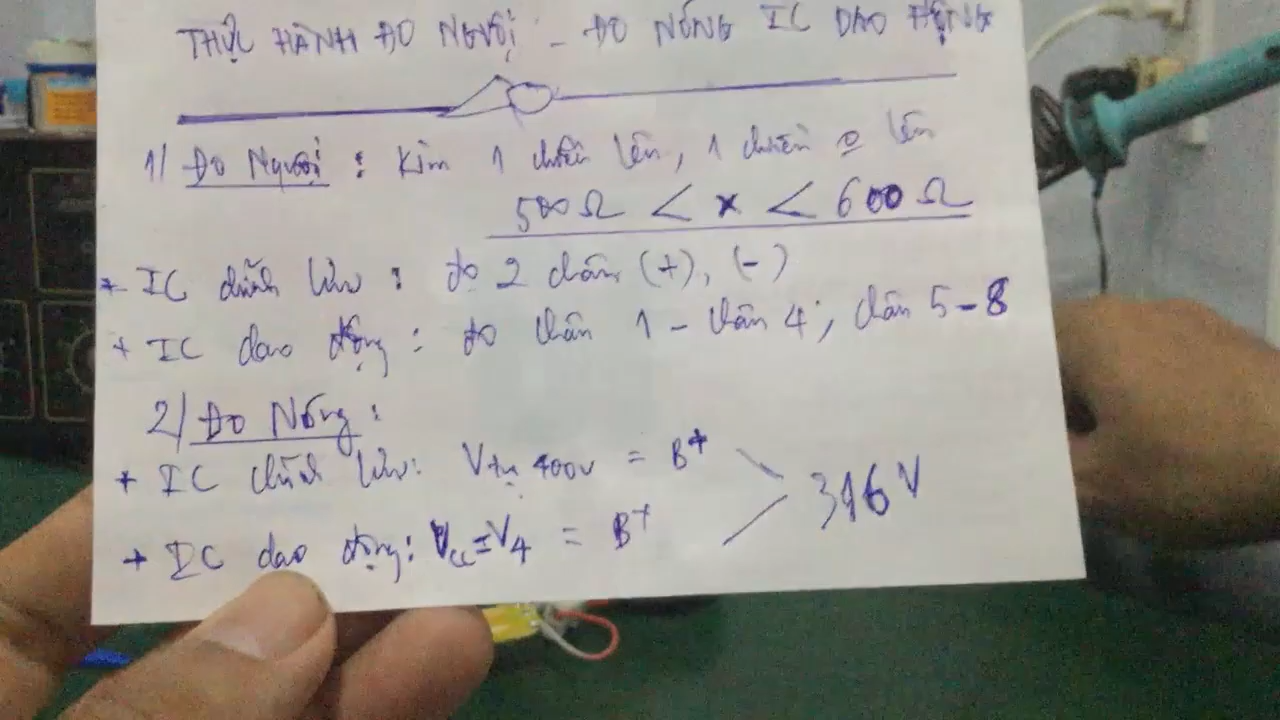 THỰC HÀNH ĐO NGUỘI - ĐO NÓNG IC DAO ĐỘNG
1/ Đo Nguội : Kim 1 chiều lên, 1 chiều 0 lên
500Ω < x < 600Ω
+ IC chỉnh lưu : đo 2 chân (+), (-)
+ IC dao động : đo chân 1 - chân 4 ; chân 5-8
2/ Đo Nóng :
+ IC chỉnh lưu : Vtụ 400v = B+
316V
+ IC dao động : Vcc=V4 = B+